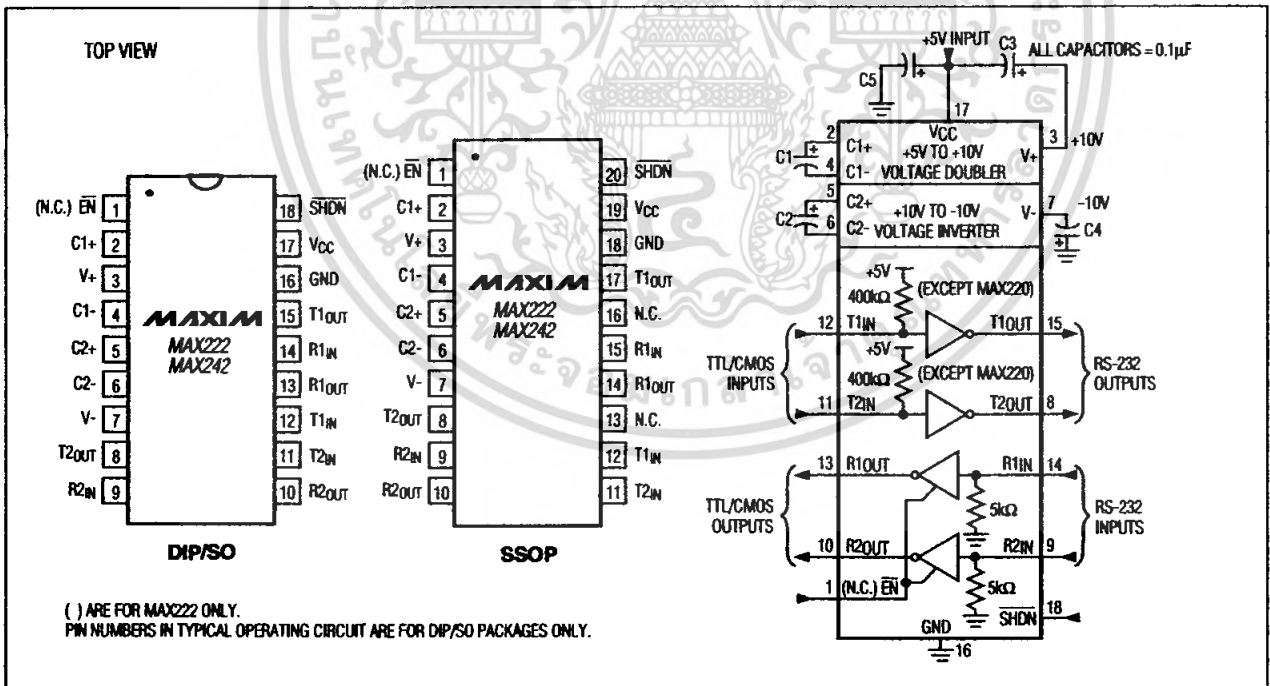 TOP VIEW
(N.C.) EN 1
C1+ 2
V+ 3
C1- 4
C2+ 5
C2- 6
V- 7
T2OUT 8
R2IN 9
18 SHDN
17 VCC
16 GND
15 T1OUT
14 R1IN
13 R1OUT
12 T1IN
11 T2IN
10 R2OUT
MAXIM
MAX222
MAX242
DIP/SO
(N.C.) EN 1
C1+ 2
V+ 3
C1- 4
C2+ 5
C2- 6
V- 7
T2OUT 8
R2IN 9
R2OUT 10
20 SHDN
19 VCC
18 GND
17 T1OUT
16 N.C.
15 R1IN
14 R1OUT
13 N.C.
12 T1IN
11 T2IN
MAXIM
MAX222
MAX242
SSOP
+5V INPUT
C3
ALL CAPACITORS = 0.1µF
C5
17
VCC
2 C1+
C1
4 C1-
+5V TO +10V
VOLTAGE DOUBLER
V+ 3 +10V
5 C2+
C2
6 C2-
+10V TO -10V
VOLTAGE INVERTER
V- 7 -10V
C4
+5V
400kΩ
(EXCEPT MAX220)
12 T1IN
T1OUT 15
+5V
400kΩ
(EXCEPT MAX220)
TTL/CMOS
INPUTS
RS-232
OUTPUTS
11 T2IN
T2OUT 8
13 R1OUT
R1IN 14
5kΩ
TTL/CMOS
OUTPUTS
RS-232
INPUTS
10 R2OUT
R2IN 9
5kΩ
1 (N.C.) EN
SHDN 18
GND
16
( ) ARE FOR MAX222 ONLY.
PIN NUMBERS IN TYPICAL OPERATING CIRCUIT ARE FOR DIP/SO PACKAGES ONLY.